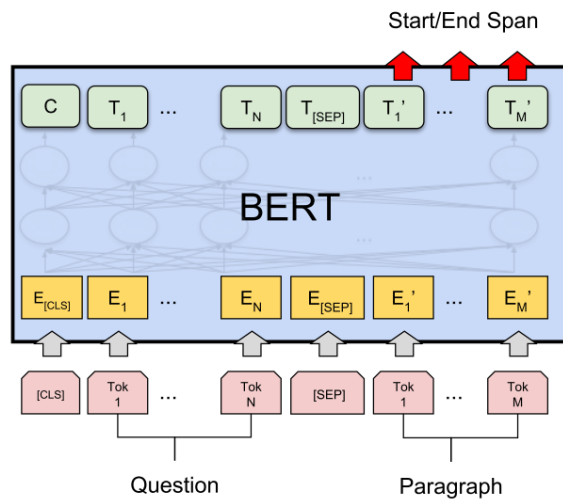 Start/End Span
C T1 ... TN T[SEP] T1' ... TM'
BERT
...
...
E[CLS] E1 ... EN E[SEP] E1' ... EM'
[CLS] Tok 1 ... Tok N [SEP] Tok 1 ... Tok M
Question Paragraph